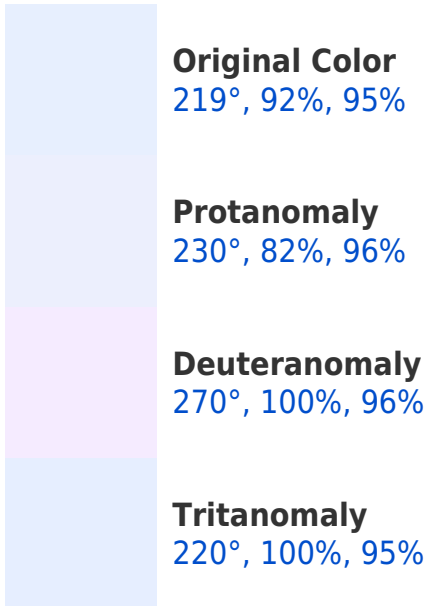 Original Color
219°, 92%, 95%
Protanomaly
230°, 82%, 96%
Deuteranomaly
270°, 100%, 96%
Tritanomaly
220°, 100%, 95%